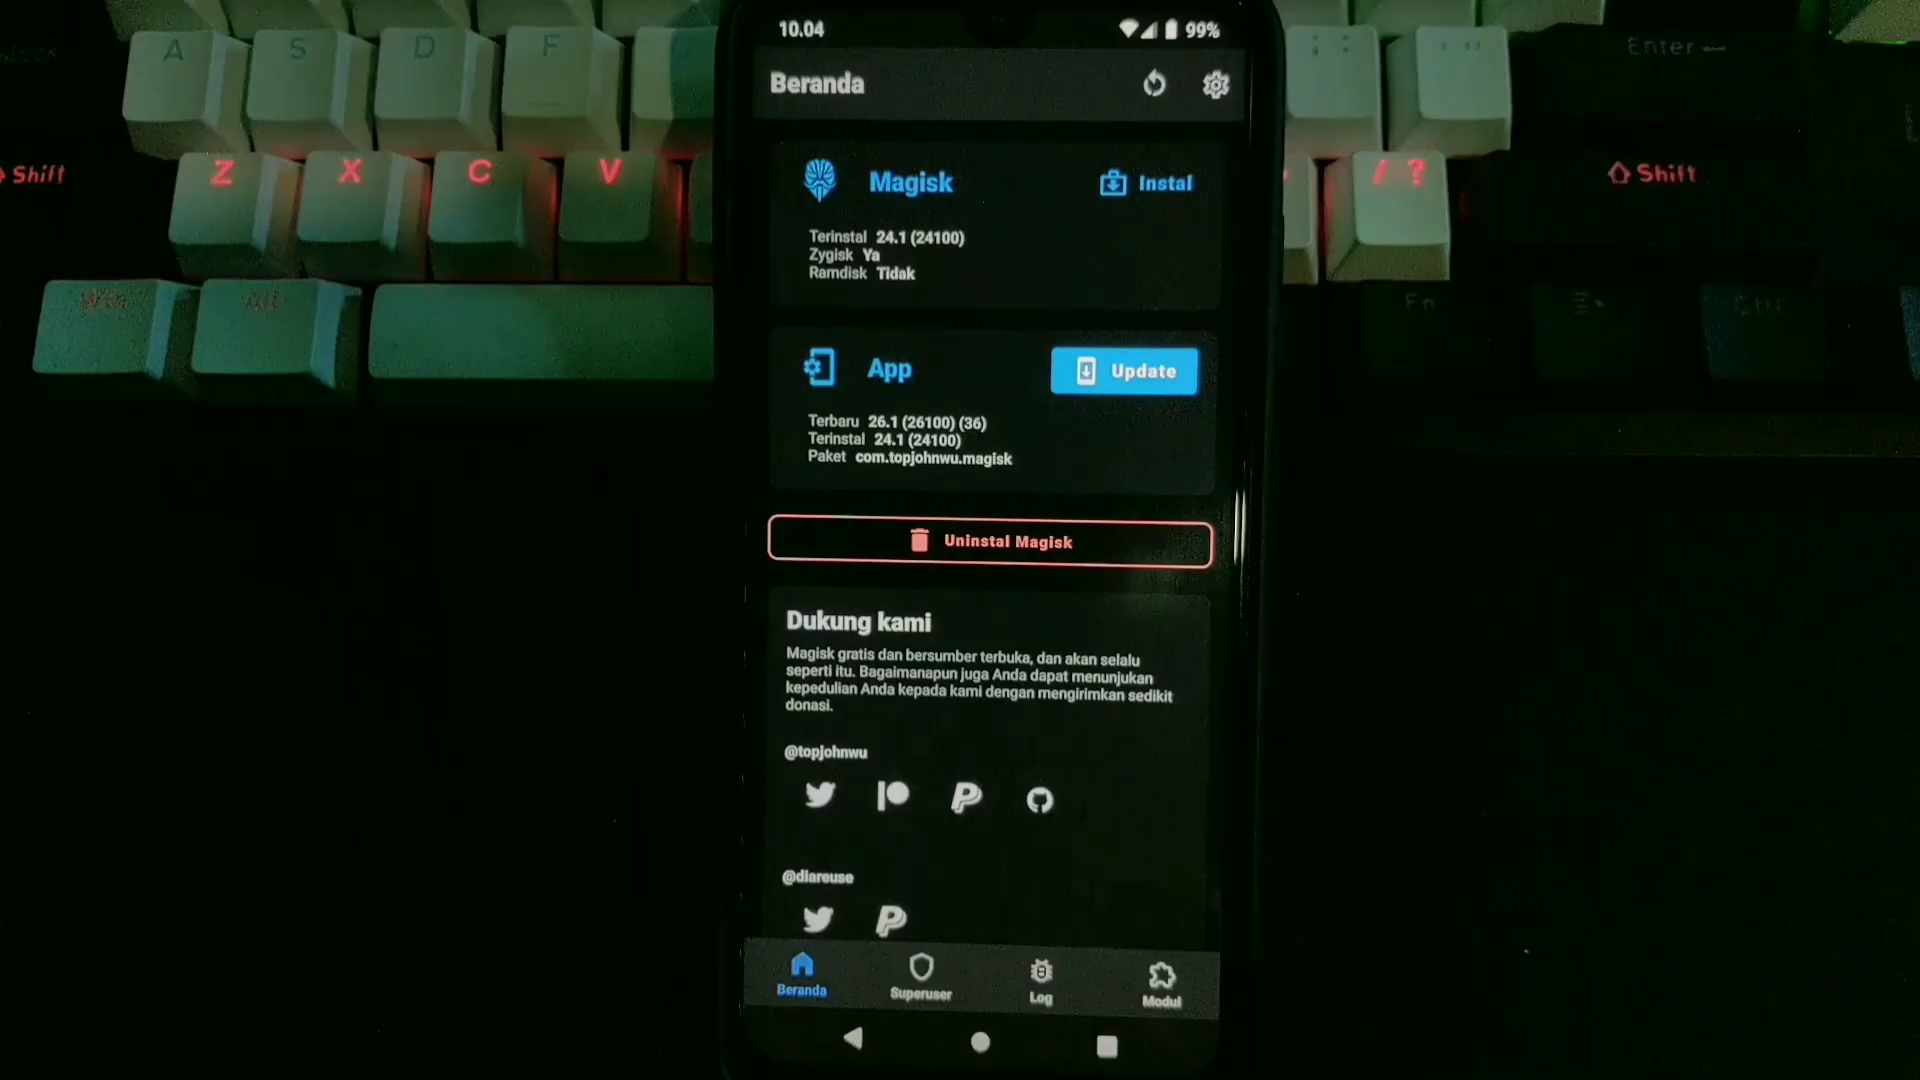 10.04
99%
Beranda
Magisk
Instal
Terinstal 24.1 (24100)
Zygisk Ya
Ramdisk Tidak
App
Update
Terbaru 26.1 (26100) (36)
Terinstal 24.1 (24100)
Paket com.topjohnwu.magisk
Uninstal Magisk
Dukung kami
Magisk gratis dan bersumber terbuka, dan akan selalu
seperti itu. Bagaimanapun juga Anda dapat menunjukan
kepedulian Anda kepada kami dengan mengirimkan sedikit
donasi.
@topjohnwu
@diareuse
Beranda
Superuser
Log
Modul
A
S
D
F
Enter
Shift
Z
X
C
V
/ ?
Shift
Alt
Fn
Ctrl